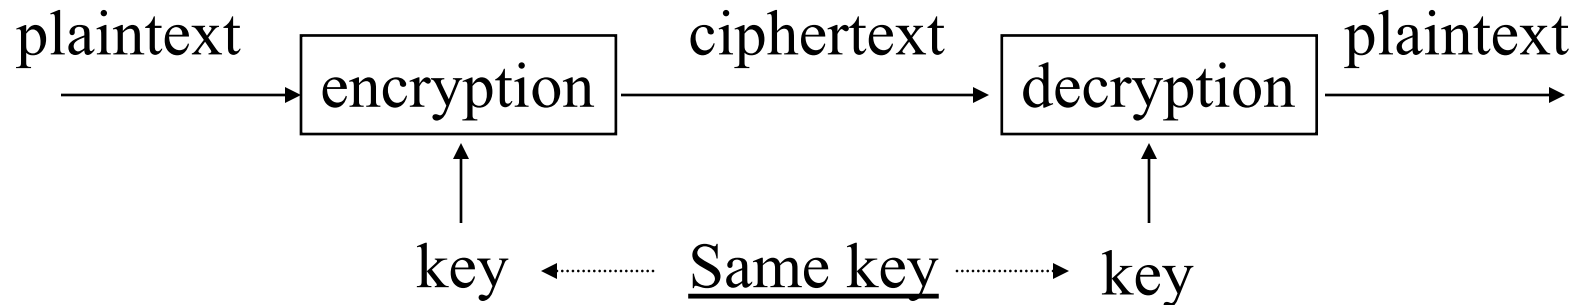 plaintext ciphertext plaintext
encryption decryption
key Same key key